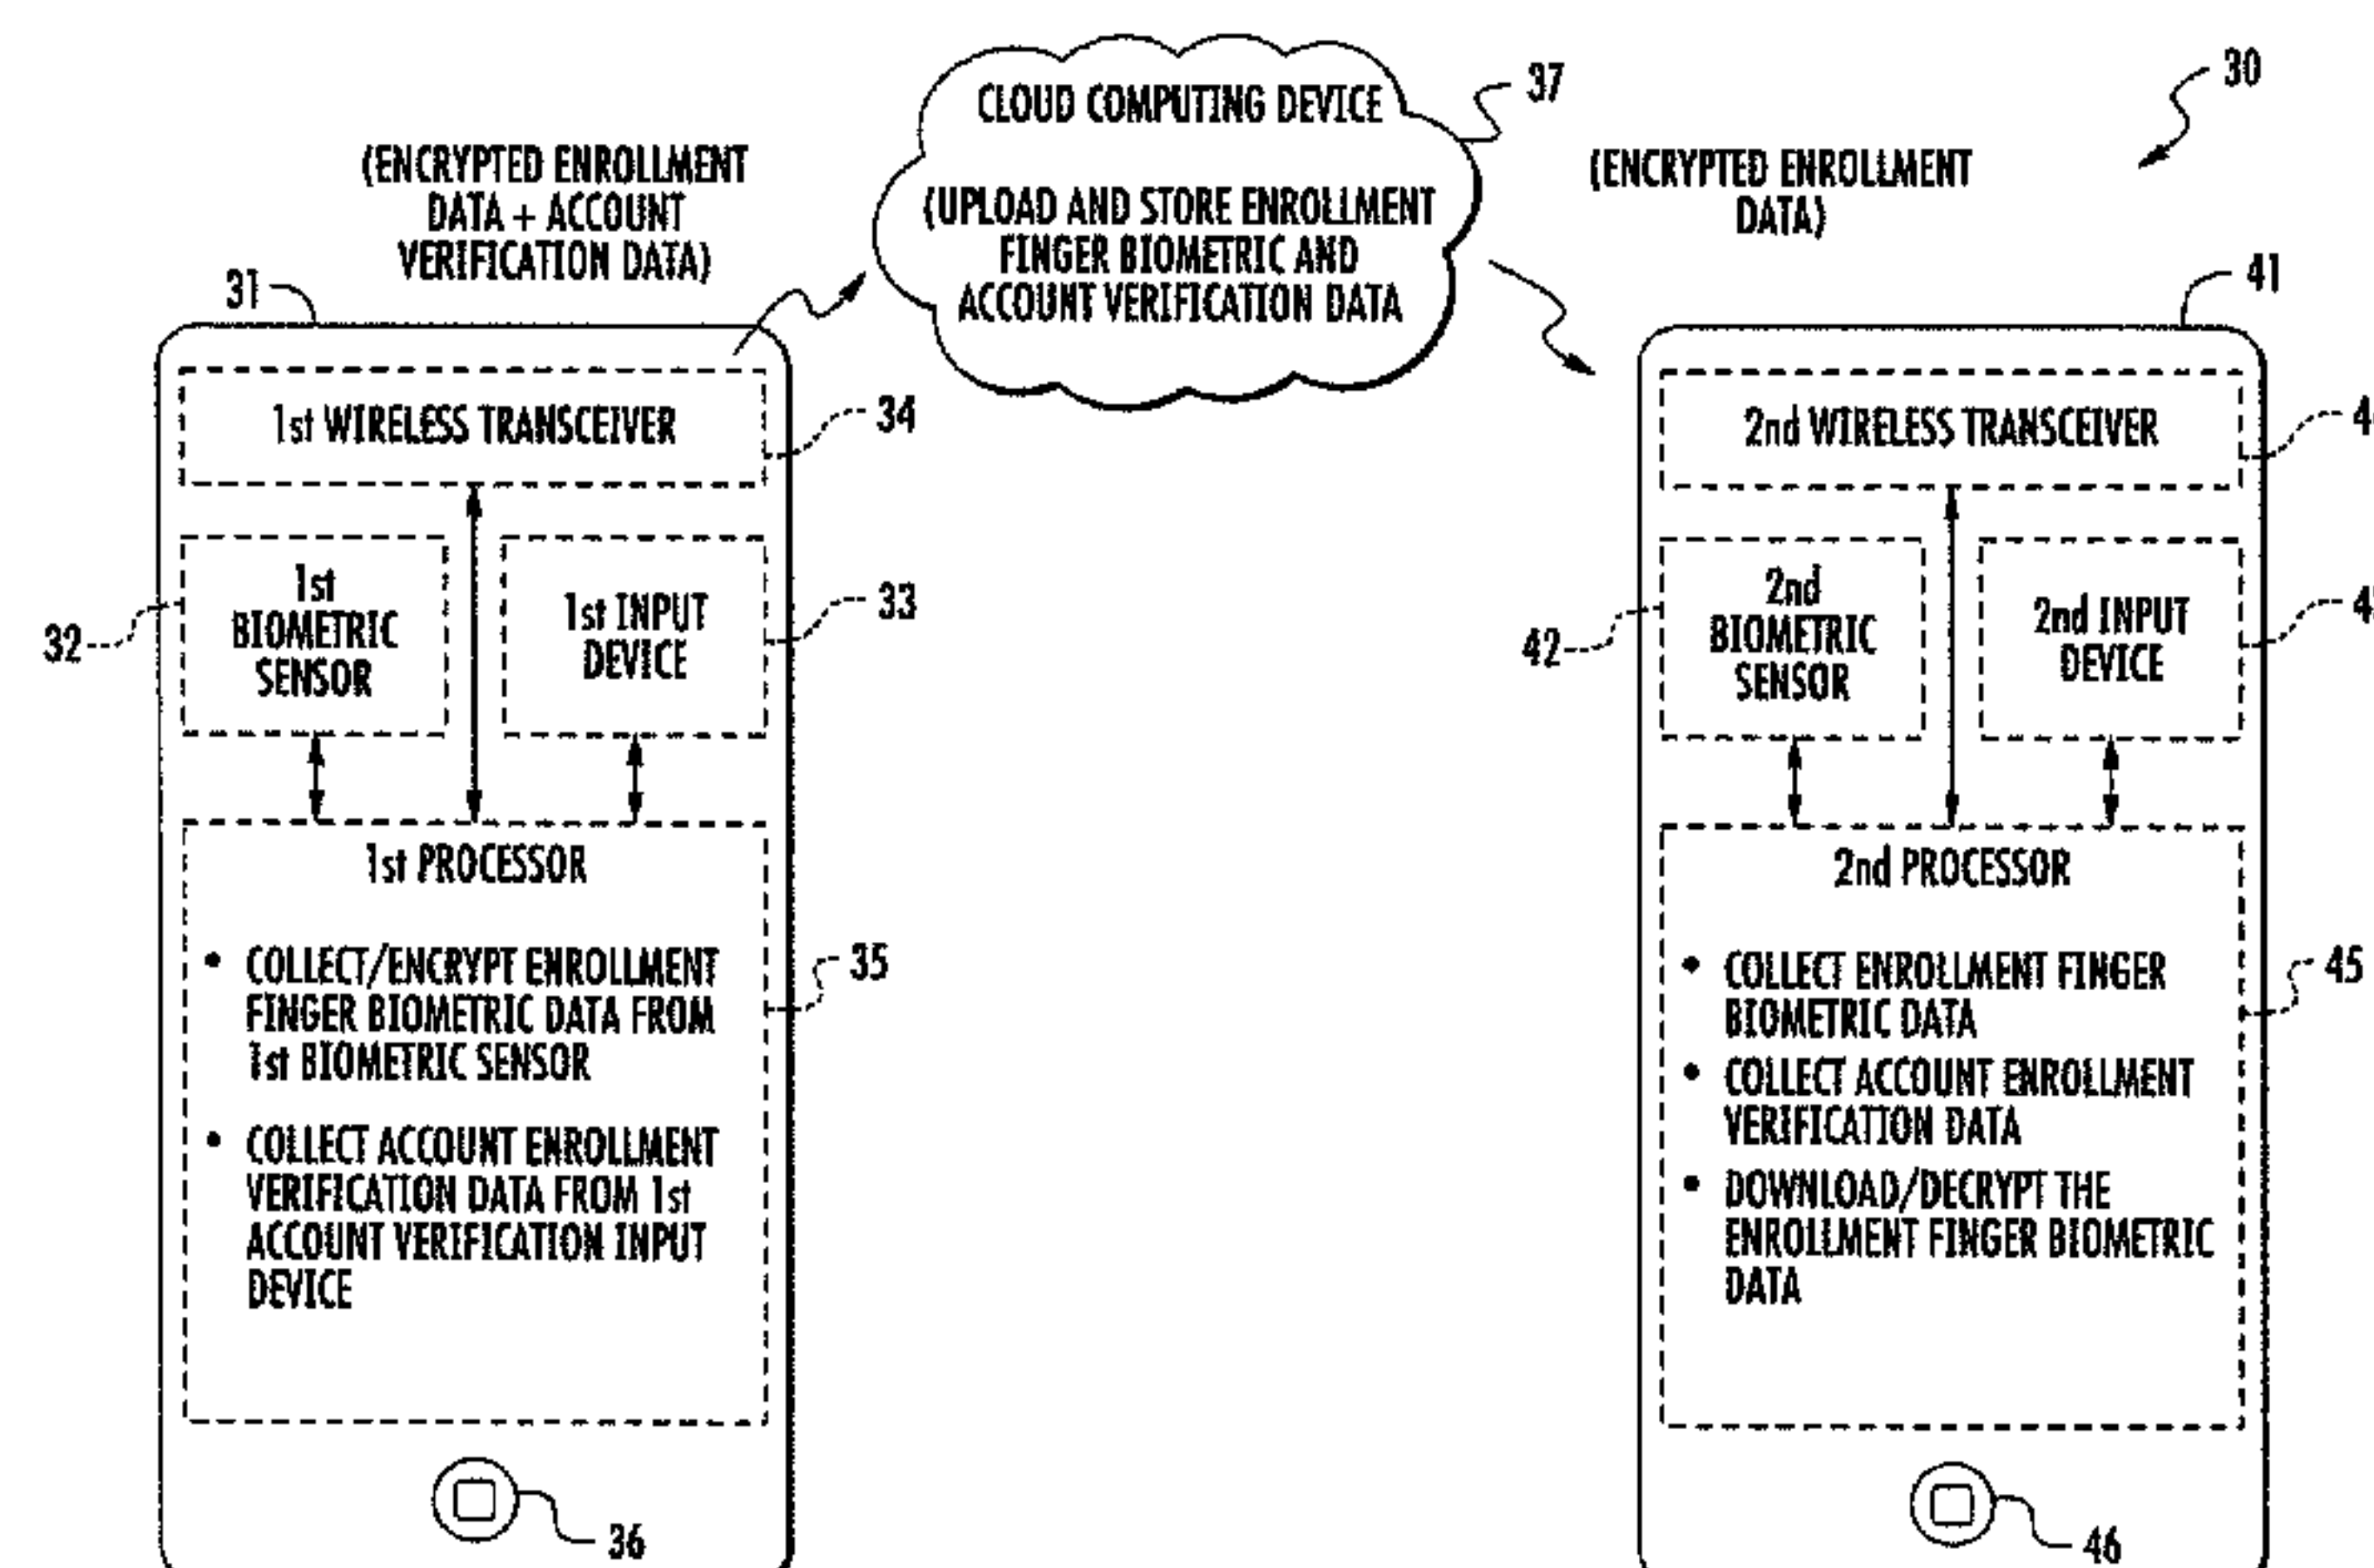 CLOUD COMPUTING DEVICE
(UPLOAD AND STORE ENROLLMENT
FINGER BIOMETRIC AND
ACCOUNT VERIFICATION DATA
37
30
(ENCRYPTED ENROLLMENT
DATA + ACCOUNT
VERIFICATION DATA)
(ENCRYPTED ENROLLMENT
DATA)
31
1st WIRELESS TRANSCEIVER
34
1st
BIOMETRIC
SENSOR
32
1st INPUT
DEVICE
33
1st PROCESSOR
• COLLECT/ENCRYPT ENROLLMENT
FINGER BIOMETRIC DATA FROM
1st BIOMETRIC SENSOR
• COLLECT ACCOUNT ENROLLMENT
VERIFICATION DATA FROM 1st
ACCOUNT VERIFICATION INPUT
DEVICE
35
36
41
2nd WIRELESS TRANSCEIVER
2nd
BIOMETRIC
SENSOR
42
2nd INPUT
DEVICE
2nd PROCESSOR
• COLLECT ENROLLMENT FINGER
BIOMETRIC DATA
• COLLECT ACCOUNT ENROLLMENT
VERIFICATION DATA
• DOWNLOAD/DECRYPT THE
ENROLLMENT FINGER BIOMETRIC
DATA
45
46